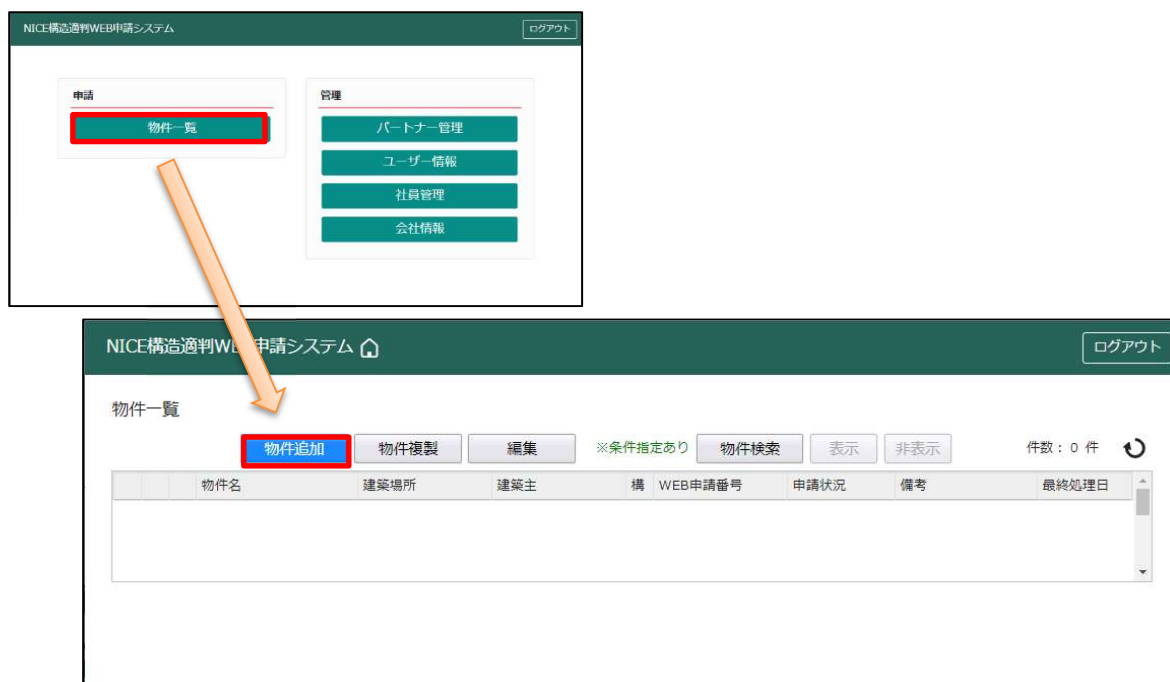 NICE構造適判WEB申請システム ログアウト
申請
物件一覧
管理
パートナー管理
ユーザー情報
社員管理
会社情報
NICE構造適判WE 申請システム ログアウト
物件一覧
物件追加 物件複製 編集 ※条件指定あり 物件検索 表示 非表示 件数：0 件
物件名 建築場所 建築主 構 WEB申請番号 申請状況 備考 最終処理日